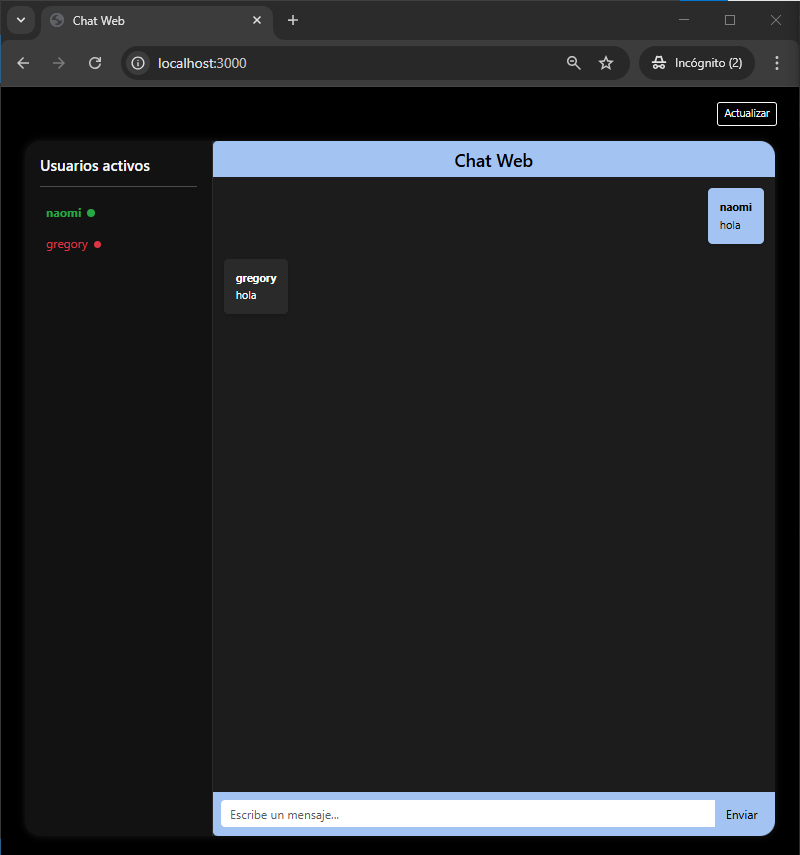 Chat Web
localhost:3000
Incógnito (2)
Actualizar
Usuarios activos
naomi
gregory
Chat Web
naomi
hola
gregory
hola
Escribe un mensaje...
Enviar